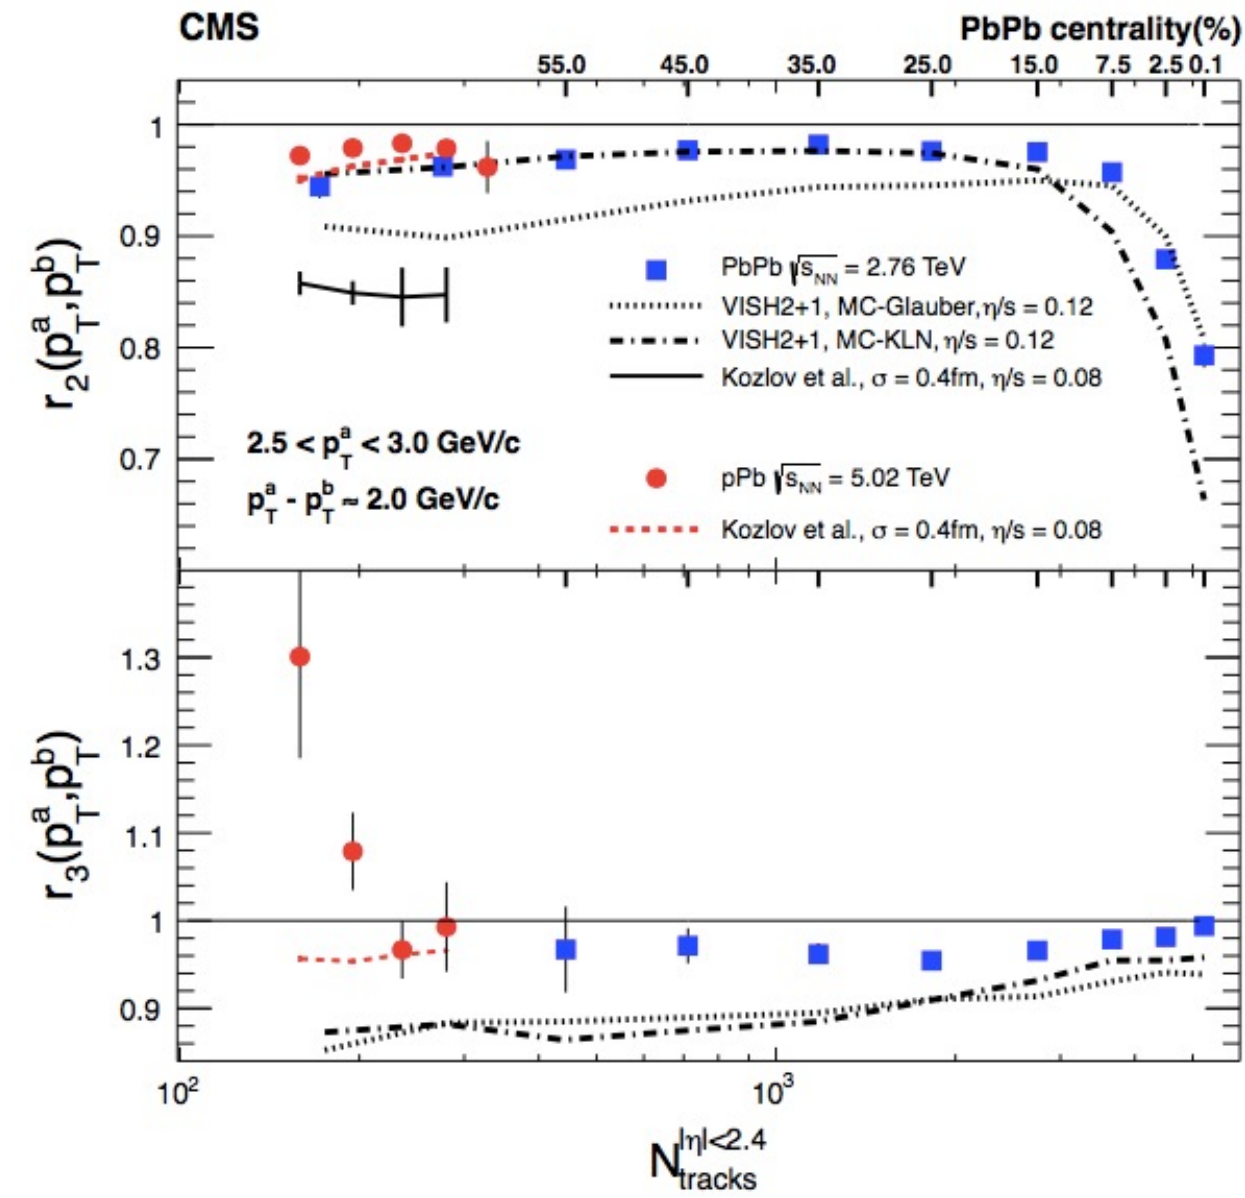 CMS PbPb centrality(%)
55.0 45.0 35.0 25.0 15.0 7.5 2.5 0.1
1
0.9
0.8
0.7
r₂(pᵀᵃ,pᵀᵇ)
PbPb √sNN = 2.76 TeV
VISH2+1, MC-Glauber,η/s = 0.12
VISH2+1, MC-KLN, η/s = 0.12
Kozlov et al., σ = 0.4fm, η/s = 0.08
2.5 < pᵀᵃ < 3.0 GeV/c
pᵀᵃ - pᵀᵇ ≈ 2.0 GeV/c
pPb √sNN = 5.02 TeV
Kozlov et al., σ = 0.4fm, η/s = 0.08
1.3
1.2
1.1
1
0.9
r₃(pᵀᵃ,pᵀᵇ)
10² 10³
N|η|<2.4
tracks